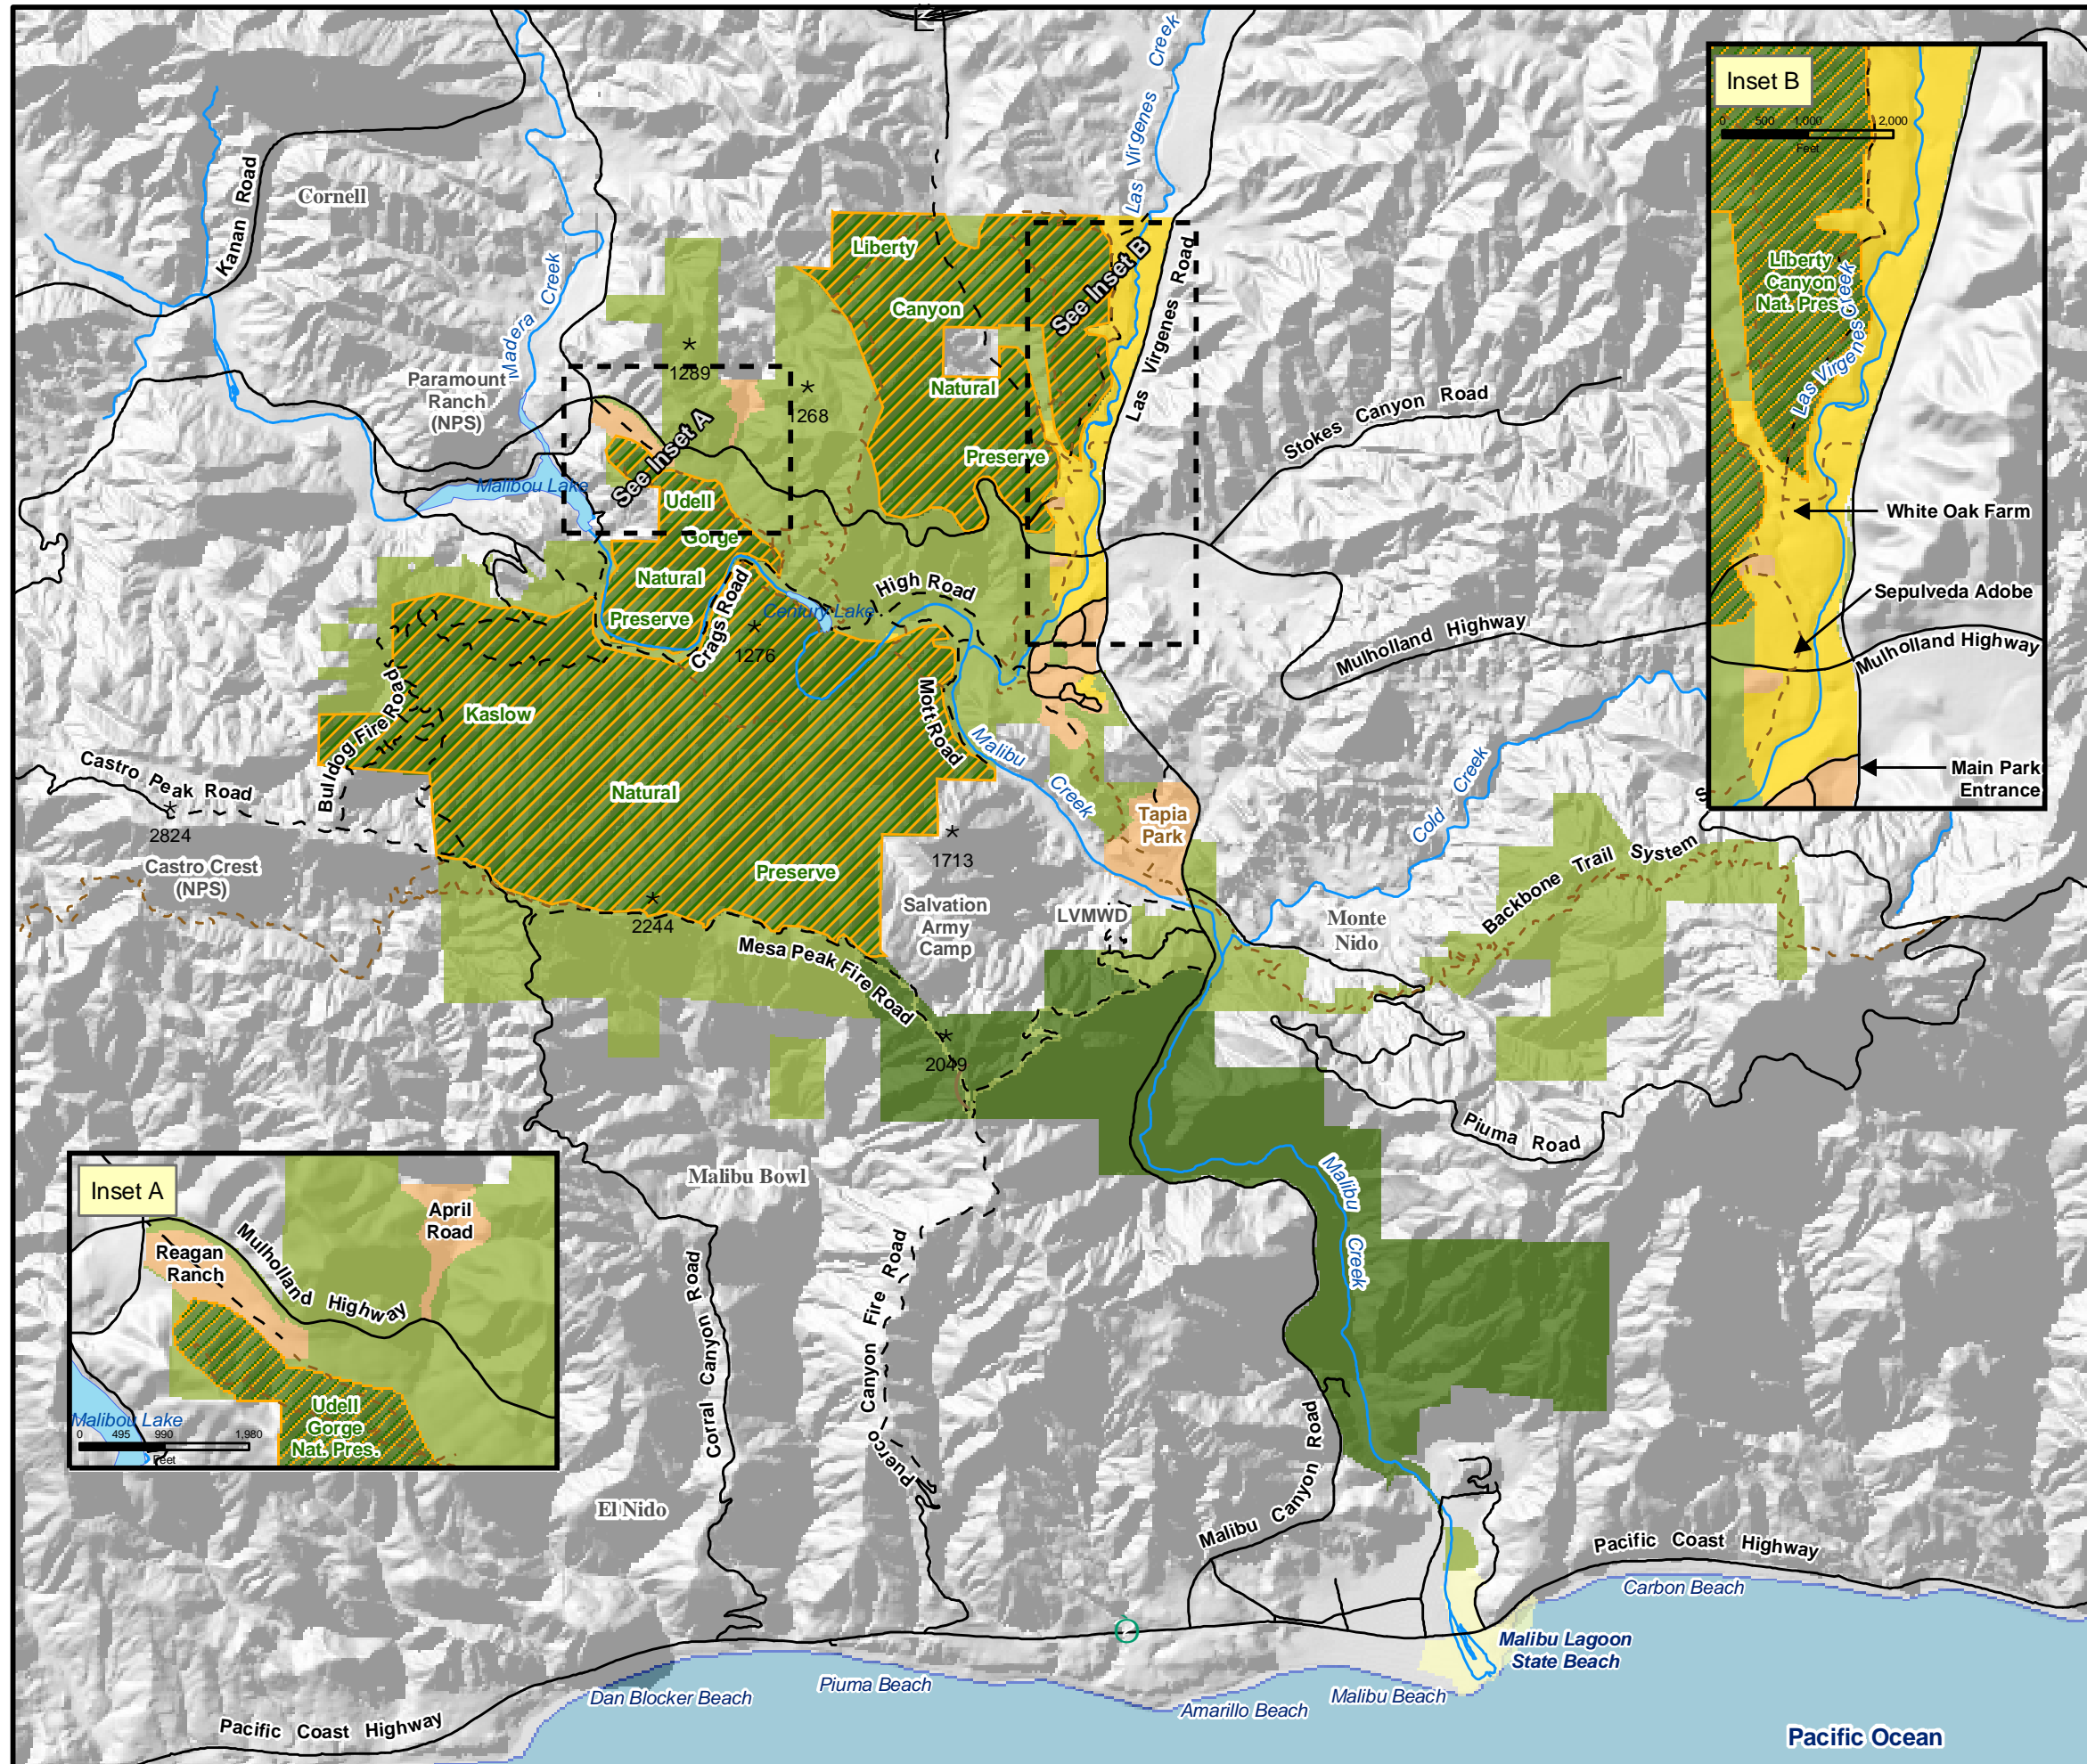 Las Virgenes Creek
Inset B
0 500 1,000 2,000
Feet
Kanan Road
Cornell
Madera Creek
Liberty
Canyon
Natural
Preserve
See Inset B
Las Virgenes Road
Liberty
Canyon
Nat. Pres.
Las Virgenes Creek
1289
1268
Paramount
Ranch
(NPS)
See Inset A
Stokes Canyon Road
Malibou Lake
Udell
Gorge
Natural
Preserve
Crags Road
Century Lake
High Road
1276
White Oak Farm
Sepulveda Adobe
Mulholland Highway
Mulholland Highway
Main Park
Entrance
Bulldog Fire Road
Kaslow
Natural
Preserve
Mott Road
Malibu Creek
Castro Peak Road
2824
Castro Crest
(NPS)
Tapia
Park
Cold Creek
1713
Salvation
Army
Camp
LVMWD
Monte
Nido
Backbone Trail System
2244
Mesa Peak Fire Road
2049
Piuma Road
Malibu Bowl
Malibu Creek
Inset A
April
Road
Reagan
Ranch
Mulholland Highway
Malibou Lake
0 495 990 1,980
Feet
Udell
Gorge
Nat. Pres.
Corral Canyon Road
Puerco Canyon Fire Road
El Nido
Malibu Canyon Road
Pacific Coast Highway
Carbon Beach
Malibu Lagoon
State Beach
Dan Blocker Beach
Piuma Beach
Amarillo Beach
Malibu Beach
Pacific Coast Highway
Pacific Ocean